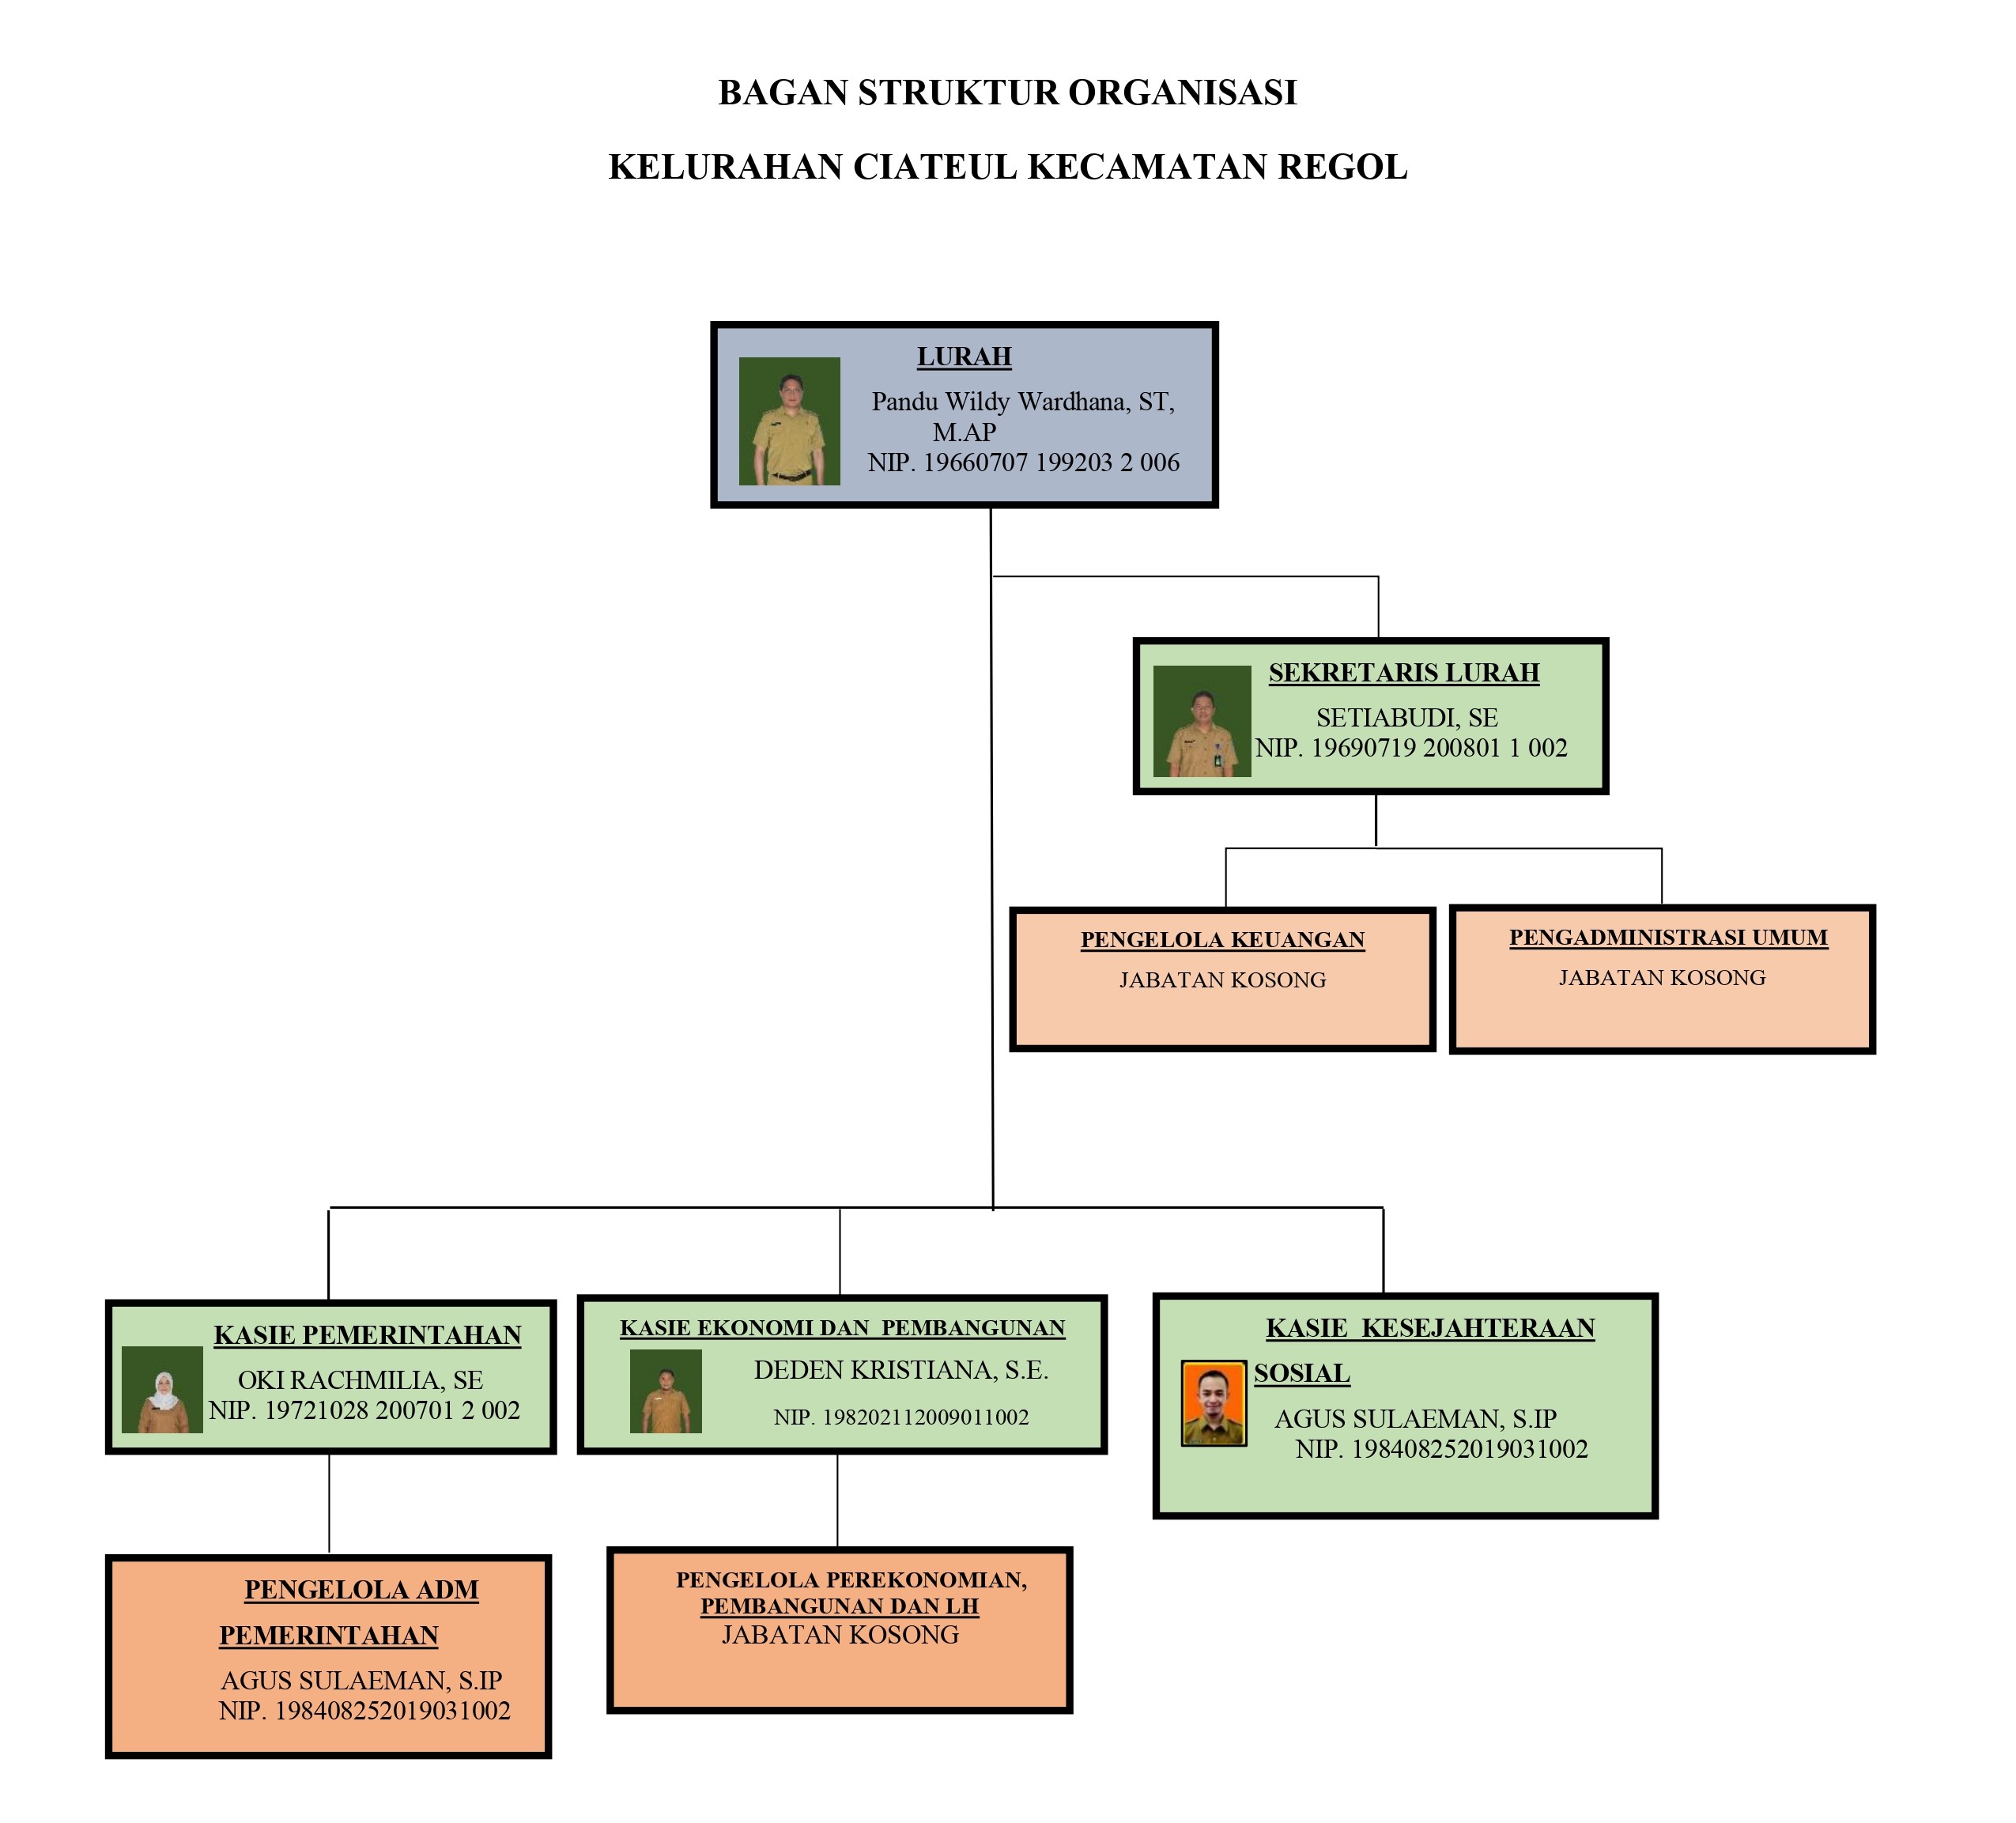 BAGAN STRUKTUR ORGANISASI
KELURAHAN CIATEUL KECAMATAN REGOL
LURAH
Pandu Wildy Wardhana, ST,
M.AP
NIP. 19660707 199203 2 006
SEKRETARIS LURAH
SETIABUDI, SE
NIP. 19690719 200801 1 002
PENGELOLA KEUANGAN
JABATAN KOSONG
PENGADMINISTRASI UMUM
JABATAN KOSONG
KASIE PEMERINTAHAN
OKI RACHMILIA, SE
NIP. 19721028 200701 2 002
KASIE EKONOMI DAN  PEMBANGUNAN
DEDEN KRISTIANA, S.E.
NIP. 198202112009011002
KASIE  KESEJAHTERAAN
SOSIAL
AGUS SULAEMAN, S.IP
NIP. 198408252019031002
PENGELOLA ADM
PEMERINTAHAN
AGUS SULAEMAN, S.IP
NIP. 198408252019031002
PENGELOLA PEREKONOMIAN,
PEMBANGUNAN DAN LH
JABATAN KOSONG